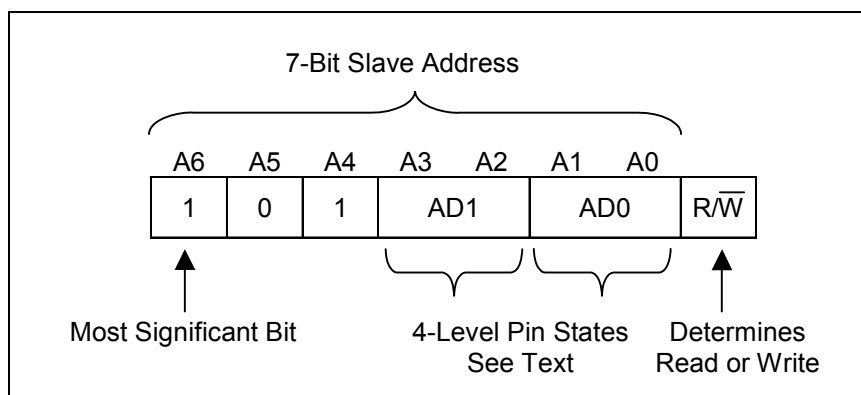 7-Bit Slave Address
A6 A5 A4 A3 A2 A1 A0
1 0 1 AD1 AD0 R/W̅
Most Significant Bit
4-Level Pin States
See Text
Determines
Read or Write